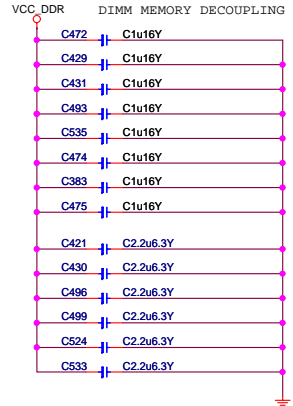 VCC_DDR DIMM MEMORY DECOUPLING
C472 C1u16Y
C429 C1u16Y
C431 C1u16Y
C493 C1u16Y
C535 C1u16Y
C474 C1u16Y
C383 C1u16Y
C475 C1u16Y
C421 C2.2u6.3Y
C430 C2.2u6.3Y
C496 C2.2u6.3Y
C499 C2.2u6.3Y
C524 C2.2u6.3Y
C533 C2.2u6.3Y